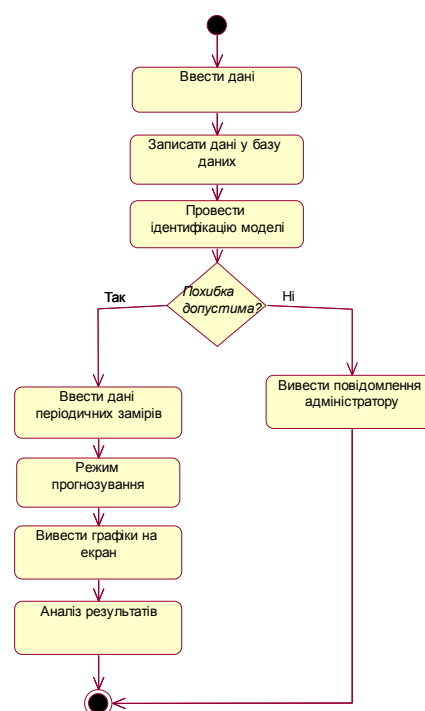 Ввести дані
Записати дані у базу
даних
Провести
ідентифікацію моделі
Похибка
допустима?
Так
Ні
Ввести дані
періодичних замірів
Вивести повідомлення
адміністратору
Режим
прогнозування
Вивести графіки на
екран
Аналіз результатів